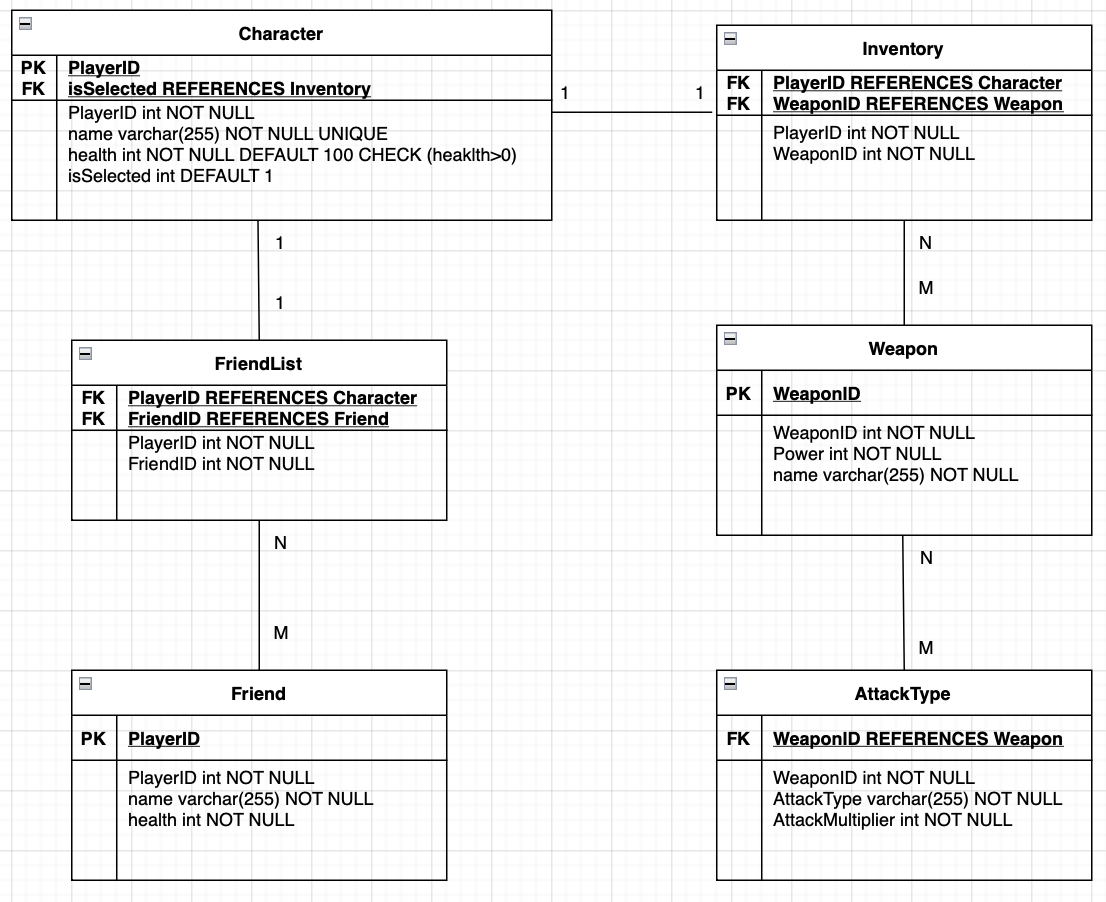 Character
PK PlayerID
FK isSelected REFERENCES Inventory
PlayerID int NOT NULL
name varchar(255) NOT NULL UNIQUE
health int NOT NULL DEFAULT 100 CHECK (heaklth>0)
isSelected int DEFAULT 1
1 1
Inventory
FK PlayerID REFERENCES Character
FK WeaponID REFERENCES Weapon
PlayerID int NOT NULL
WeaponID int NOT NULL
1
1
N
M
FriendList
FK PlayerID REFERENCES Character
FK FriendID REFERENCES Friend
PlayerID int NOT NULL
FriendID int NOT NULL
Weapon
PK WeaponID
WeaponID int NOT NULL
Power int NOT NULL
name varchar(255) NOT NULL
N
M
N
M
Friend
PK PlayerID
PlayerID int NOT NULL
name varchar(255) NOT NULL
health int NOT NULL
AttackType
FK WeaponID REFERENCES Weapon
WeaponID int NOT NULL
AttackType varchar(255) NOT NULL
AttackMultiplier int NOT NULL